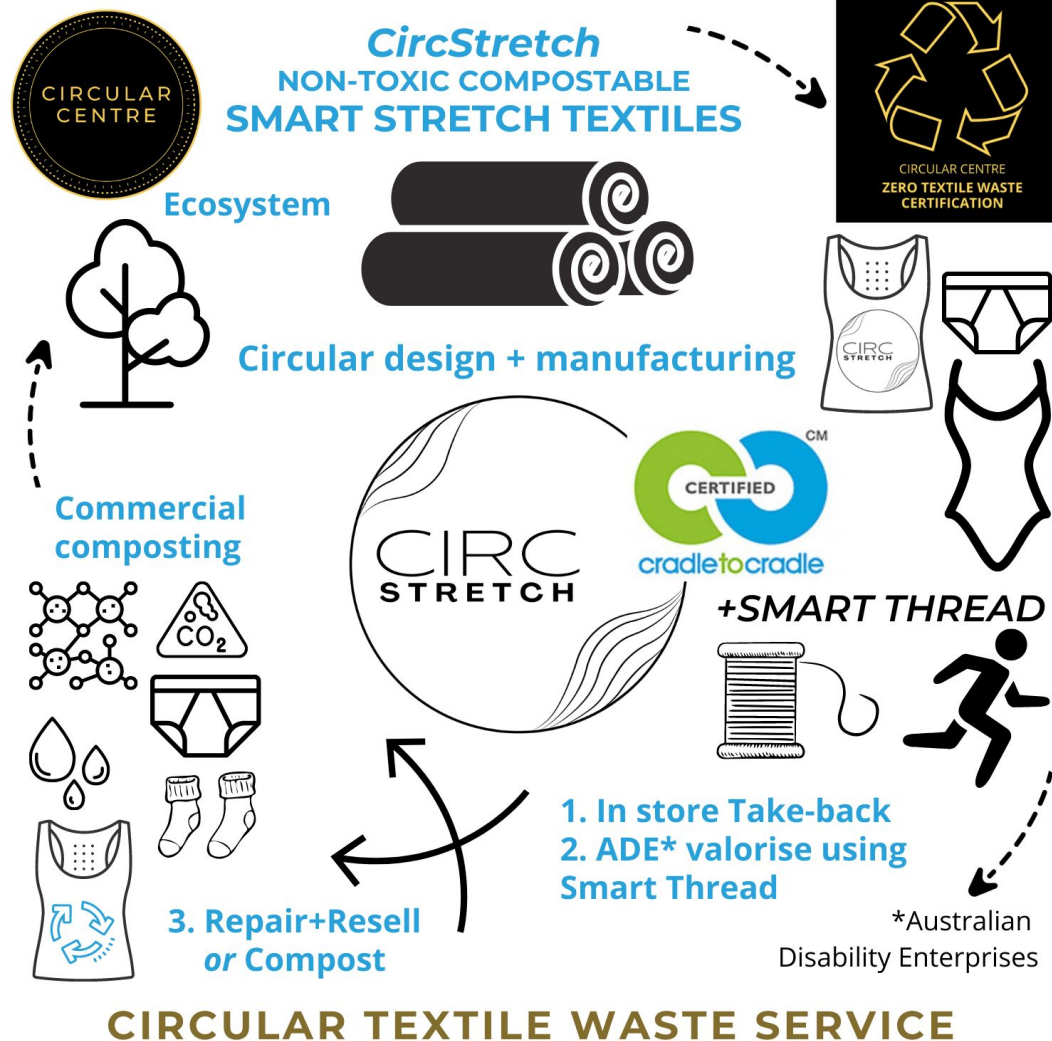 CIRCULAR
CENTRE
CircStretch
NON-TOXIC COMPOSTABLE
SMART STRETCH TEXTILES
CIRCULAR CENTRE
ZERO TEXTILE WASTE
CERTIFICATION
Ecosystem
CIRC
STRETCH
Circular design + manufacturing
CM
CERTIFIED
cradletocradle
Commercial
composting
CIRC
STRETCH
CO2
+SMART THREAD
1. In store Take-back
2. ADE* valorise using
Smart Thread
3. Repair+Resell
or Compost
*Australian
Disability Enterprises
CIRCULAR TEXTILE WASTE SERVICE